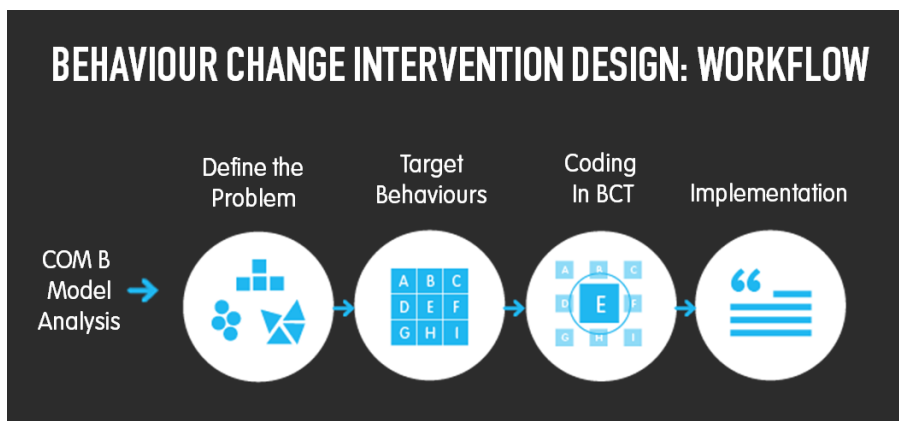 BEHAVIOUR CHANGE INTERVENTION DESIGN: WORKFLOW
COM B
Model
Analysis
Define the
Problem
Target
Behaviours
Coding
In BCT
Implementation
A B C
D E F
G H I
A B C
D E F
G H I
“